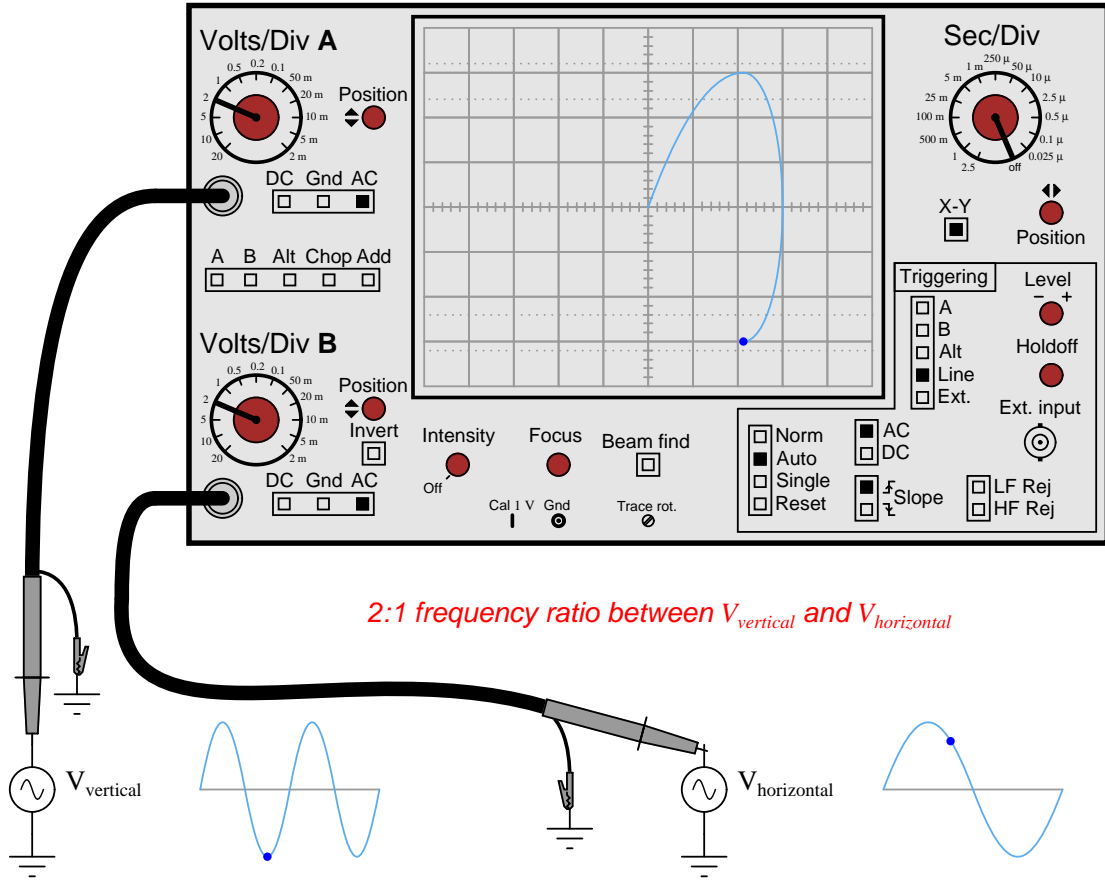 Volts/Div A
20 10 5 2 1 0.5 0.2 0.1 50 m 20 m 10 m 5 m 2 m
Position
DC Gnd AC
A B Alt Chop Add
Volts/Div B
20 10 5 2 1 0.5 0.2 0.1 50 m 20 m 10 m 5 m 2 m
Position
Invert
DC Gnd AC
Intensity
Off
Focus
Beam find
Cal 1 V Gnd
Trace rot.
Sec/Div
2.5 1 500 m 100 m 25 m 5 m 1 m 250 µ 50 µ 10 µ 2.5 µ 0.5 µ 0.1 µ 0.025 µ off
X-Y
Position
Triggering
A
B
Alt
Line
Ext.
Level
− +
Holdoff
Ext. input
Norm
Auto
Single
Reset
AC
DC
Slope
LF Rej
HF Rej
2:1 frequency ratio between Vvertical and Vhorizontal
Vvertical
Vhorizontal